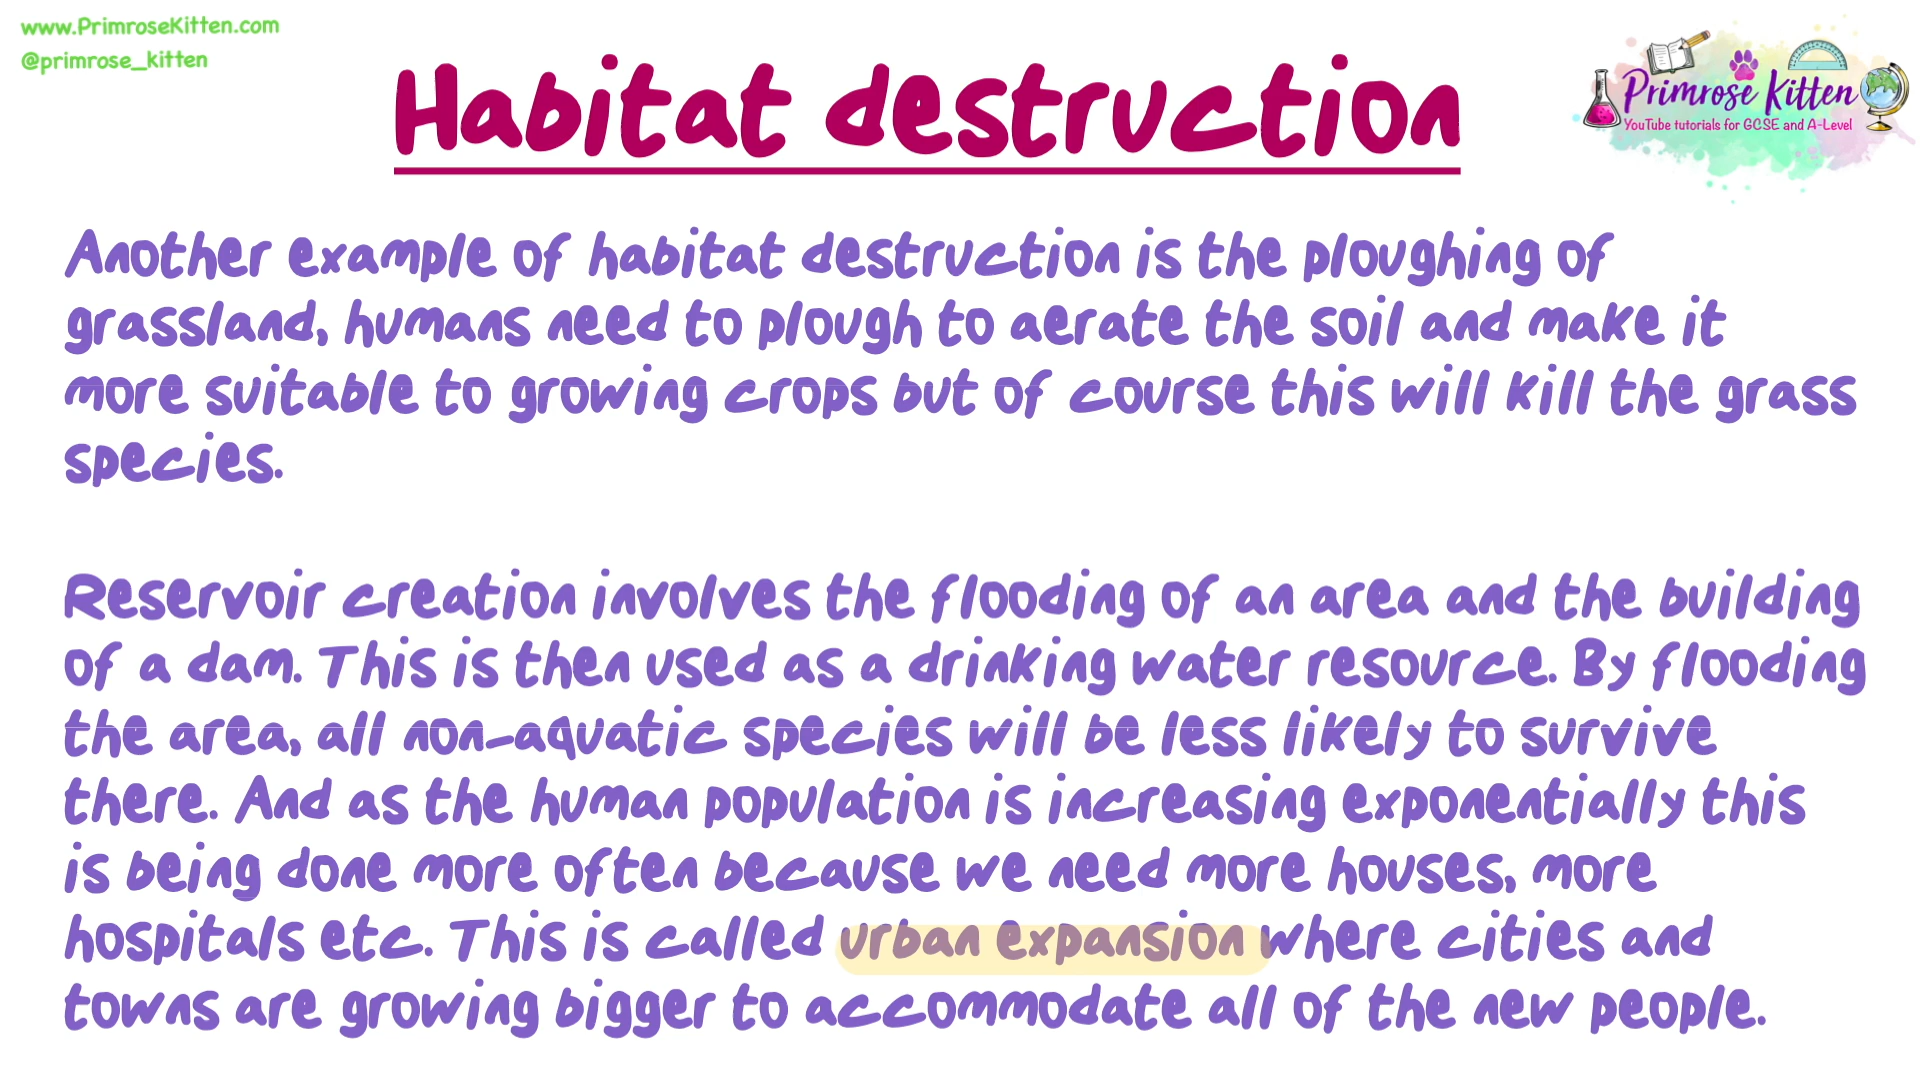 www.PrimroseKitten.com
@primrose_kitten
Habitat destruction
Primrose Kitten
YouTube tutorials for GCSE and A-Level
Another example of habitat destruction is the ploughing of
grassland, humans need to plough to aerate the soil and make it
more suitable to growing crops but of course this will kill the grass
species.
Reservoir creation involves the flooding of an area and the building
of a dam. This is then used as a drinking water resource. By flooding
the area, all non-aquatic species will be less likely to survive
there. And as the human population is increasing exponentially this
is being done more often because we need more houses, more
hospitals etc. This is called urban expansion where cities and
towns are growing bigger to accommodate all of the new people.